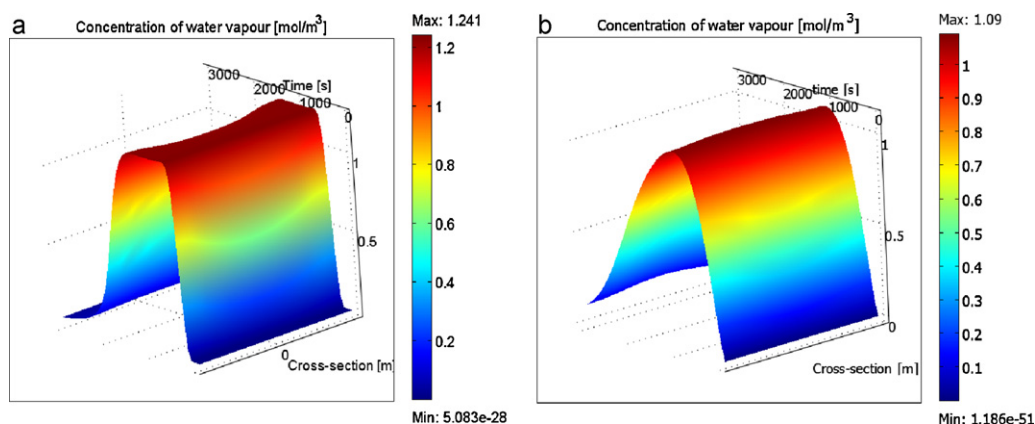 a
Concentration of water vapour [mol/m³]
Max: 1.241
1.2
1
0.8
0.6
0.4
0.2
Min: 5.083e-28
3000
2000
1000
0
Time [s]
1
0.5
0
Cross-section [m]
b
Concentration of water vapour [mol/m³]
Max: 1.09
1
0.9
0.8
0.7
0.6
0.5
0.4
0.3
0.2
0.1
Min: 1.186e-51
3000
2000
1000
0
time [s]
1
0.5
0
Cross-section [m]